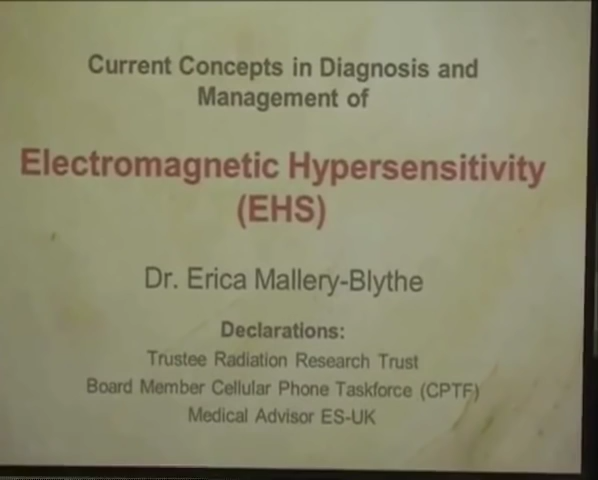 Current Concepts in Diagnosis and
Management of
Electromagnetic Hypersensitivity
(EHS)
Dr. Erica Mallery-Blythe
Declarations:
Trustee Radiation Research Trust
Board Member Cellular Phone Taskforce (CPTF)
Medical Advisor ES-UK